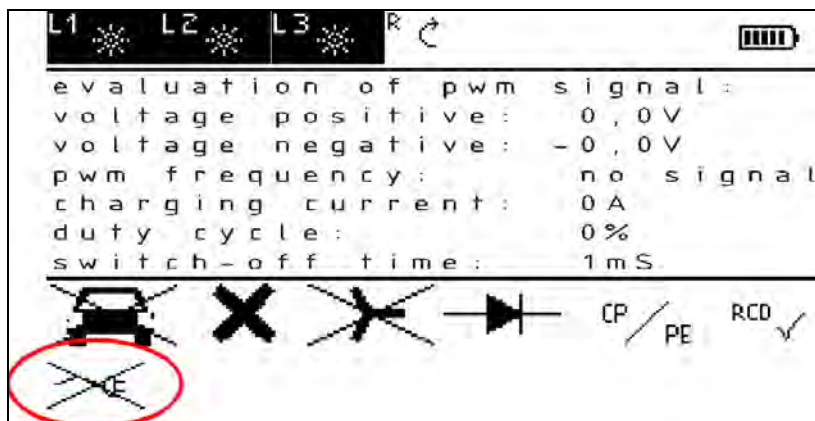 L1 L2 L3 R
evaluation of pwm signal:
voltage positive: 0,0V
voltage negative: -0,0V
pwm frequency: no signal
charging current: 0A
duty cycle: 0%
switch-off time: 1mS
CP/PE RCD